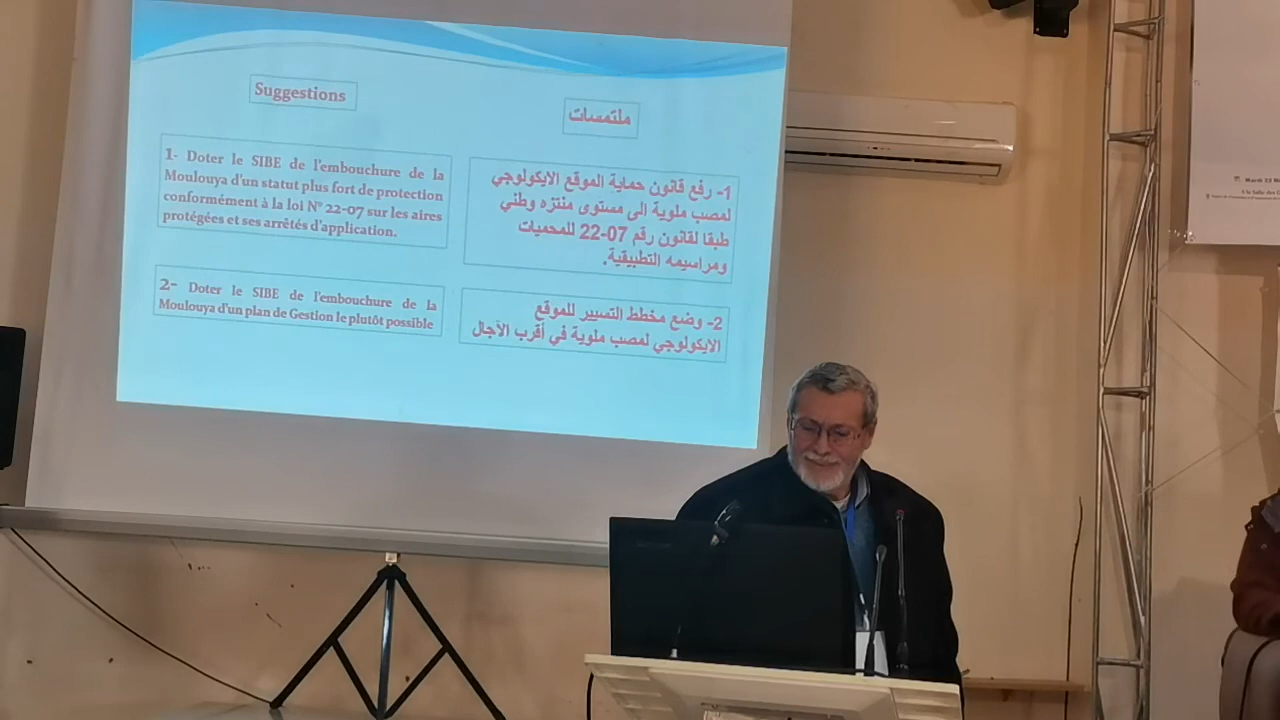 Suggestions
ملتمسات
1- Doter le SIBE de l'embouchure de la
Moulouya d'un statut plus fort de protection
conformément à la loi N° 22-07 sur les aires
protégées et ses arrêtés d'application.
1- رفع قانون حماية الموقع الايكولوجي
لمصب ملوية الى مستوى منتزه وطني
طبقا لقانون رقم 07-22 للمحميات
ومراسيمه التطبيقية.
2- Doter le SIBE de l'embouchure de la
Moulouya d'un plan de Gestion le plutôt possible
2- وضع مخطط التسيير للموقع
الايكولوجي لمصب ملوية في أقرب الآجال